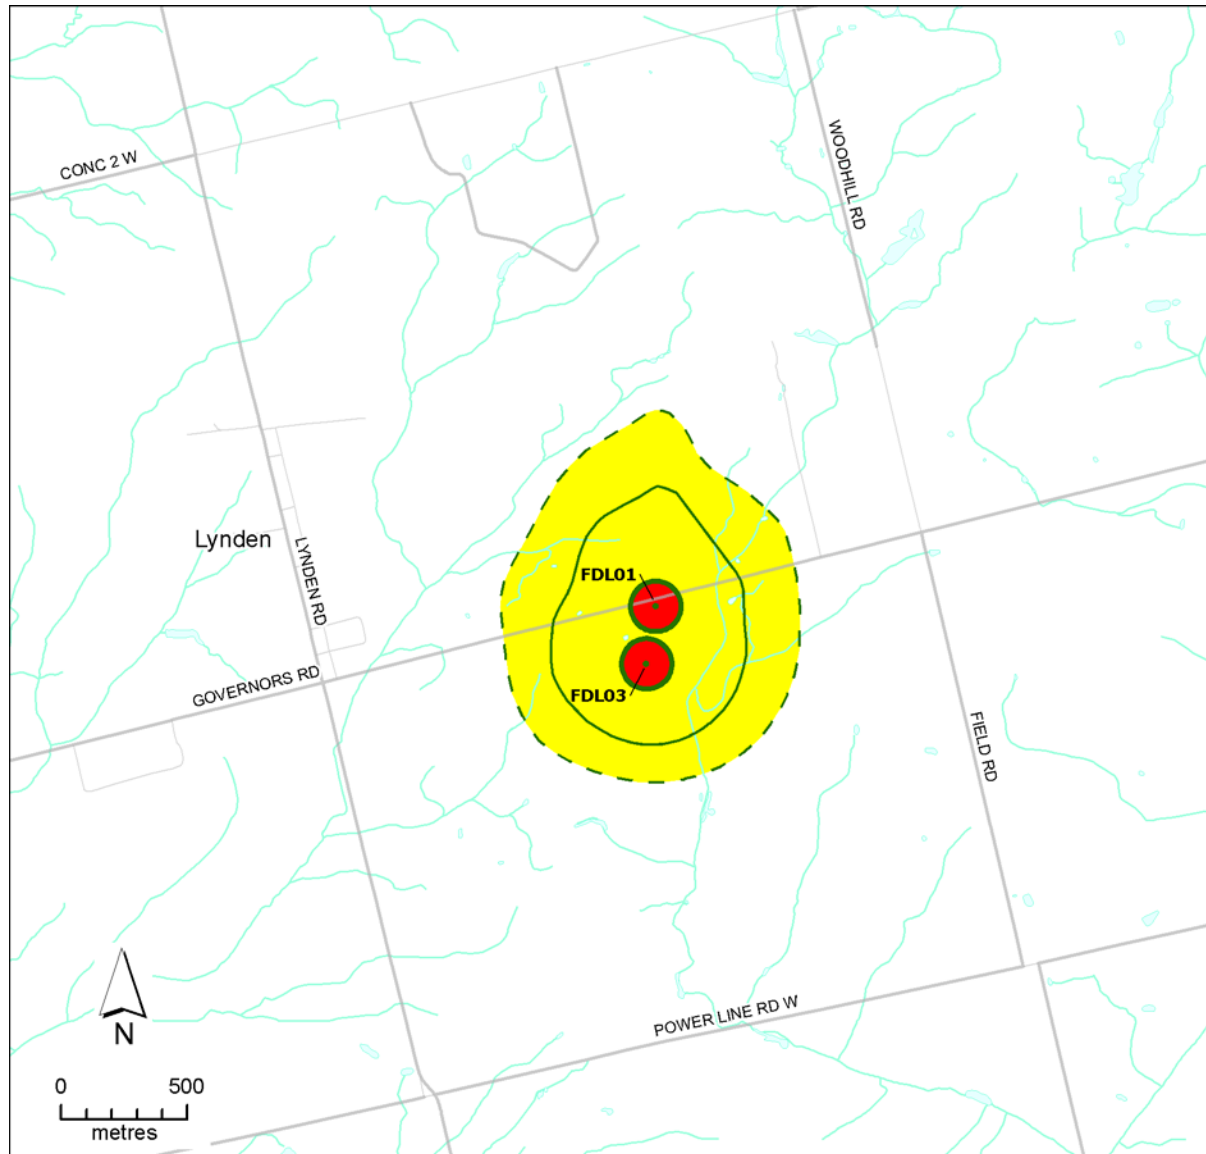 CONC 2 W
WOODHILL RD
Lynden
LYNDEN RD
FDL01
GOVERNORS RD
FDL03
FIELD RD
POWER LINE RD W
N
0 500
metres